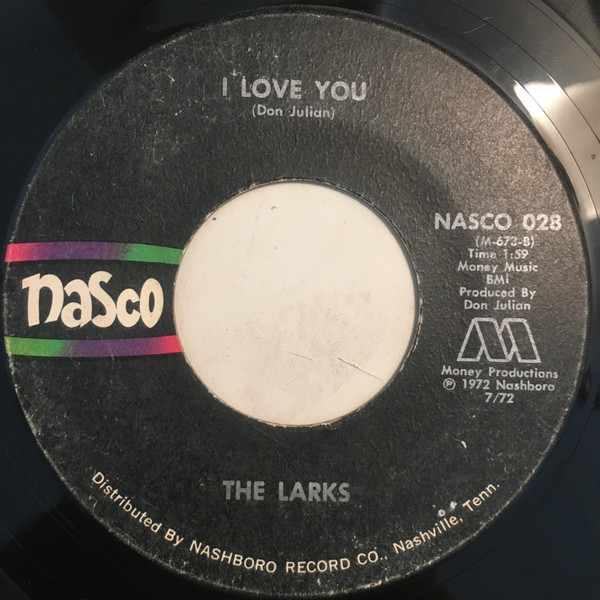 I LOVE YOU
(Don Julian)
NASCO 028
(M-673-B)
Time 1:59
Money Music
BMI
Produced By
Don Julian
Money Productions
℗ 1972 Nashboro
7/72
nasco
THE LARKS
Distributed By NASHBORO RECORD CO., Nashville, Tenn.